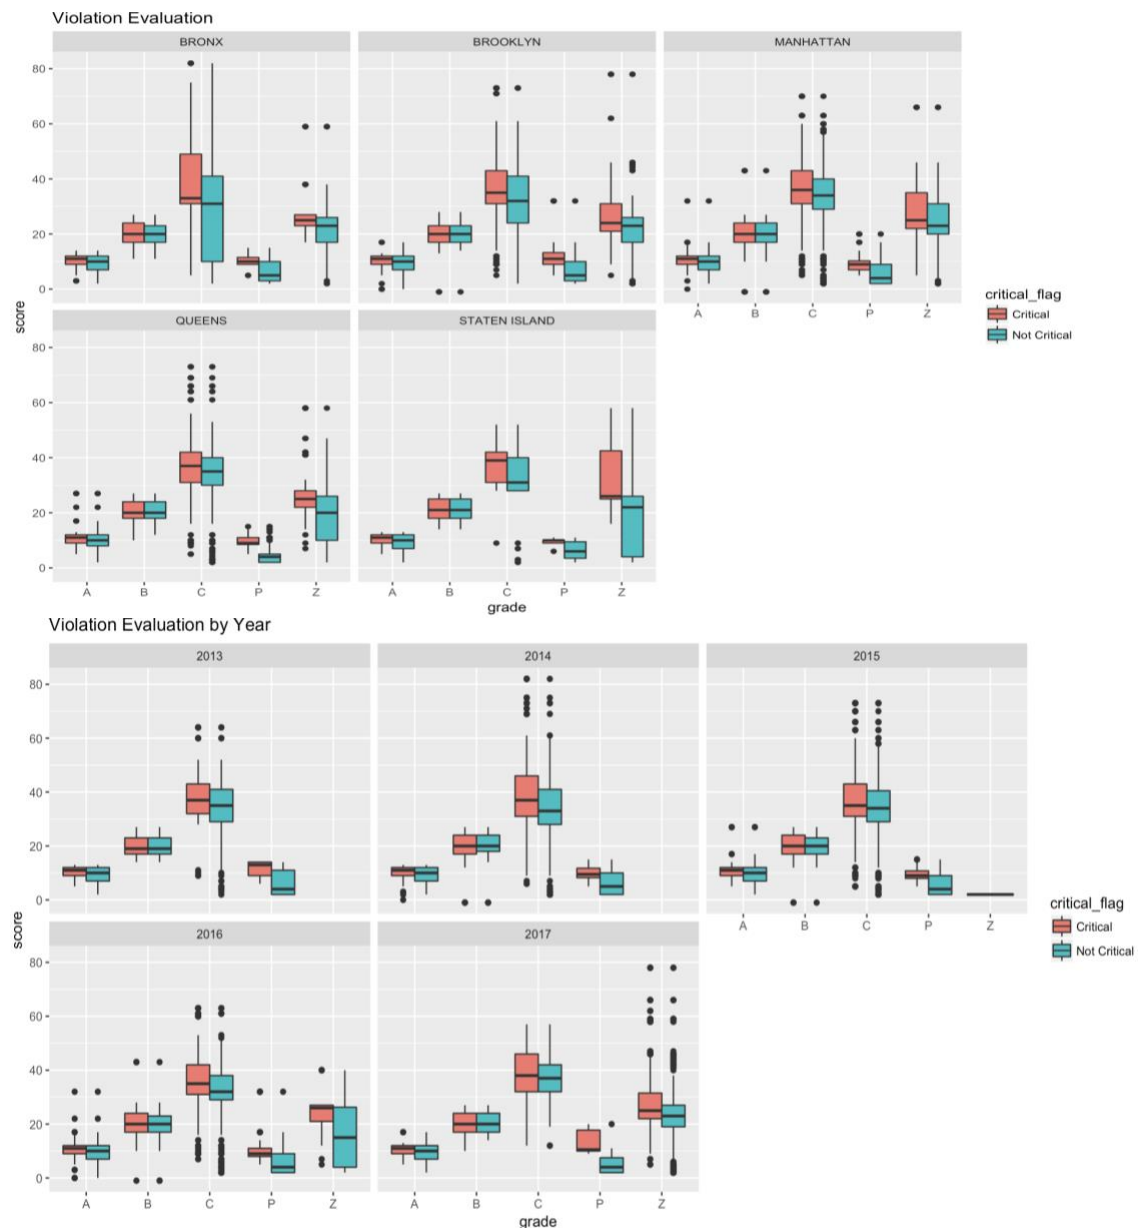 Violation Evaluation
BRONX
BROOKLYN
MANHATTAN
80
60
40
20
0
A
B
C
P
Z
QUEENS
STATEN ISLAND
80
60
40
20
0
A
B
C
P
Z
A
B
C
P
Z
score
grade
critical_flag
Critical
Not Critical
Violation Evaluation by Year
2013
2014
2015
80
60
40
20
0
A
B
C
P
Z
2016
2017
80
60
40
20
0
A
B
C
P
Z
A
B
C
P
Z
score
grade
critical_flag
Critical
Not Critical